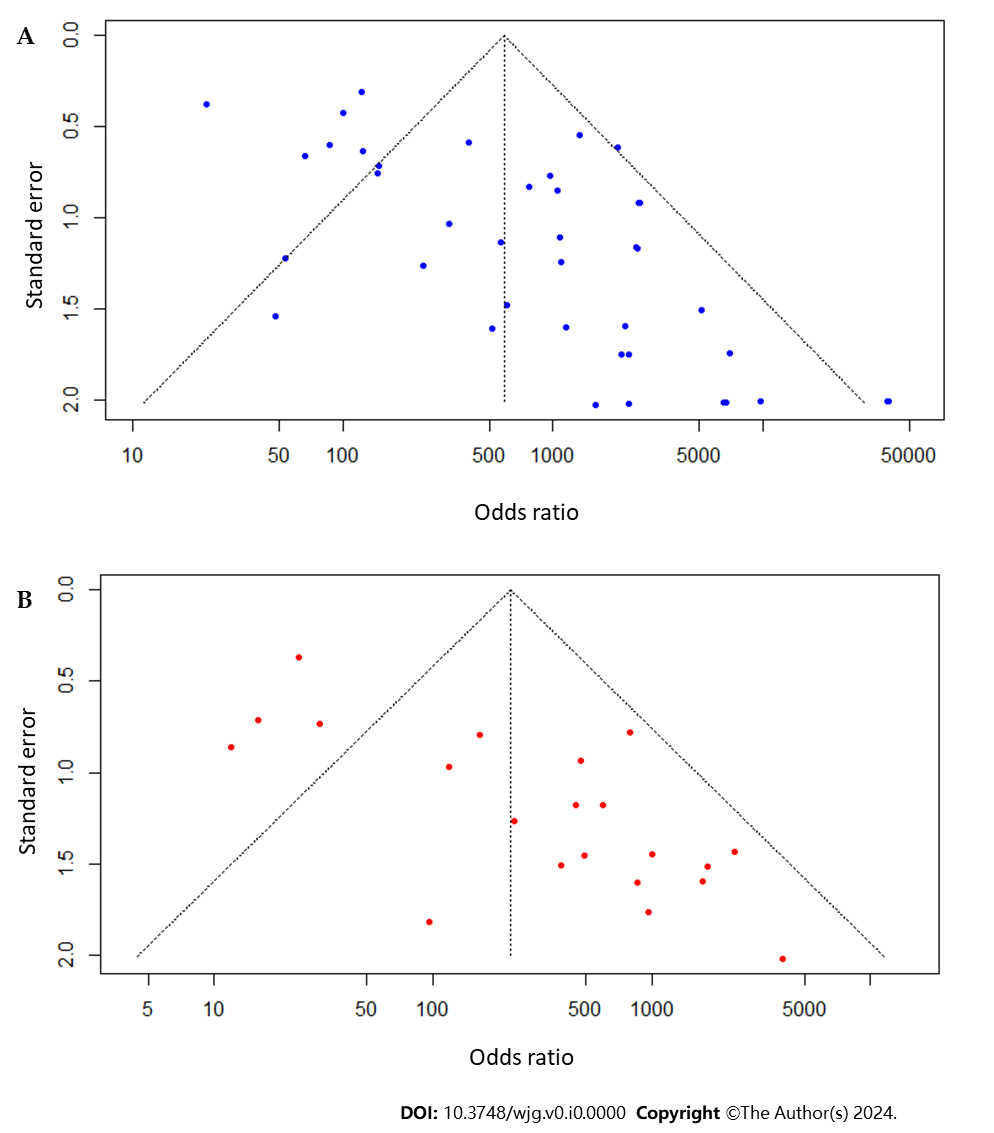 A
0.0
0.5
1.0
1.5
2.0
Standard error
10 50 100 500 1000 5000 50000
Odds ratio
B
0.0
0.5
1.0
1.5
2.0
Standard error
5 10 50 100 500 1000 5000
Odds ratio
DOI: 10.3748/wjg.v0.i0.0000 Copyright ©The Author(s) 2024.